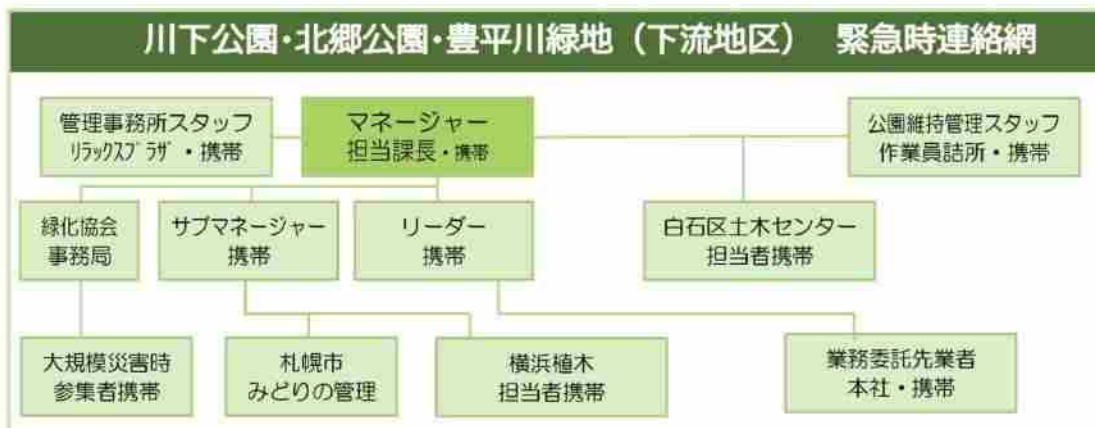 川下公園・北郷公園・豊平川緑地（下流地区）　緊急時連絡網
管理事務所スタッフ
ﾘﾗｯｸｽﾌﾟﾗｻﾞ・携帯
マネージャー
担当課長・携帯
公園維持管理スタッフ
作業員詰所・携帯
緑化協会
事務局
サブマネージャー
携帯
リーダー
携帯
白石区土木センター
担当者携帯
大規模災害時
参集者携帯
札幌市
みどりの管理
横浜植木
担当者携帯
業務委託先業者
本社・携帯